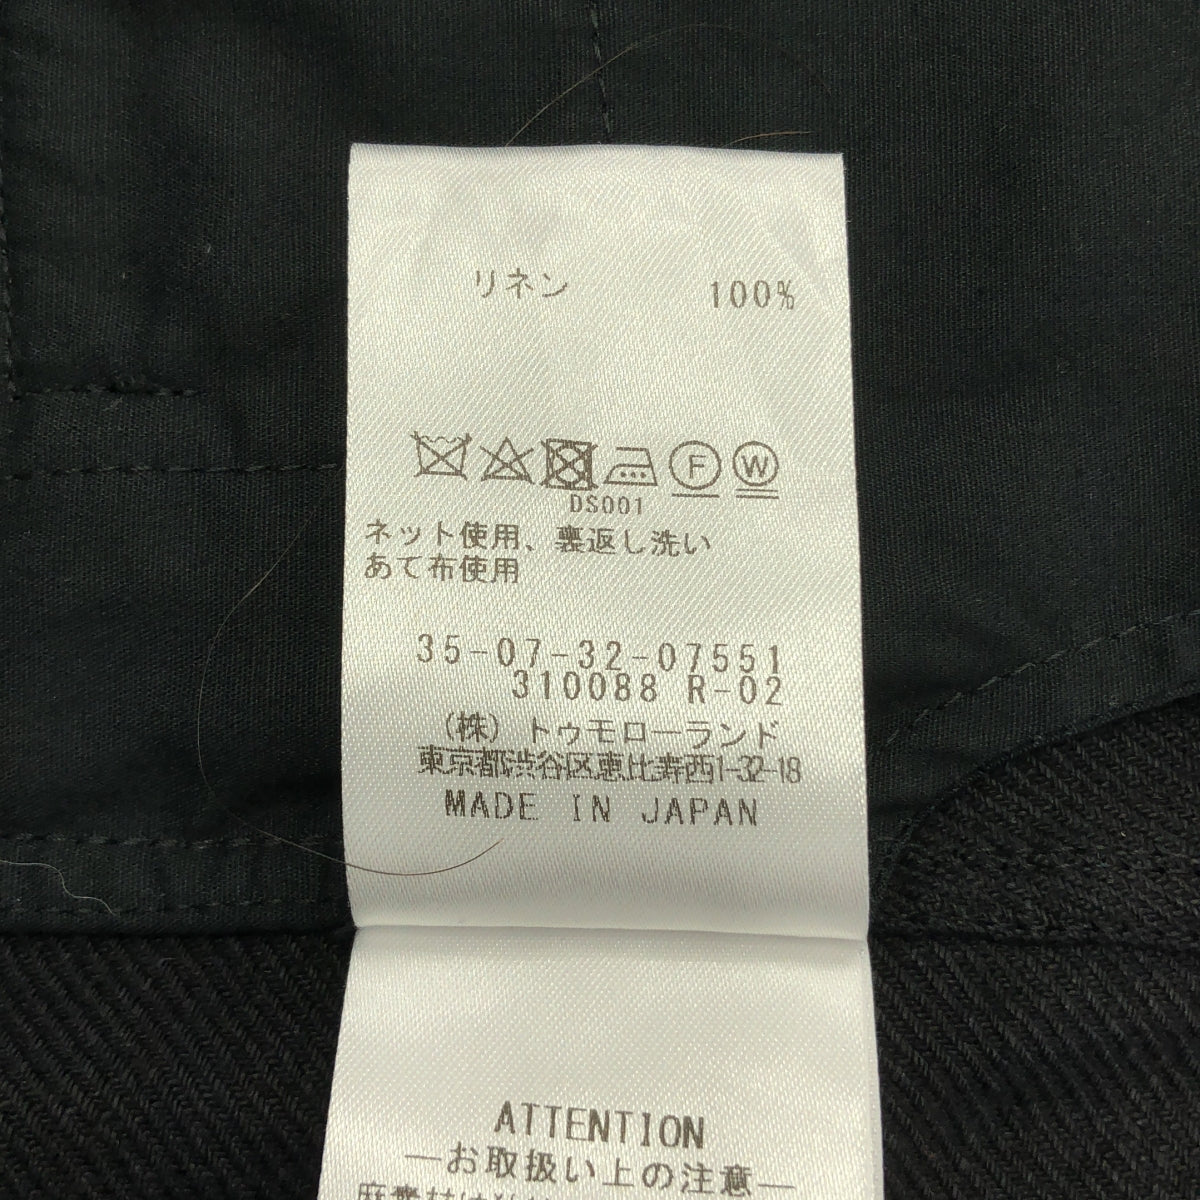 リネン 100%
F W
DS001
ネット使用、裏返し洗い
あて布使用
35-07-32-07551
310088 R-02
（株）トゥモローランド
東京都渋谷区恵比寿西1-32-18
MADE IN JAPAN
ATTENTION
―お取扱い上の注意―